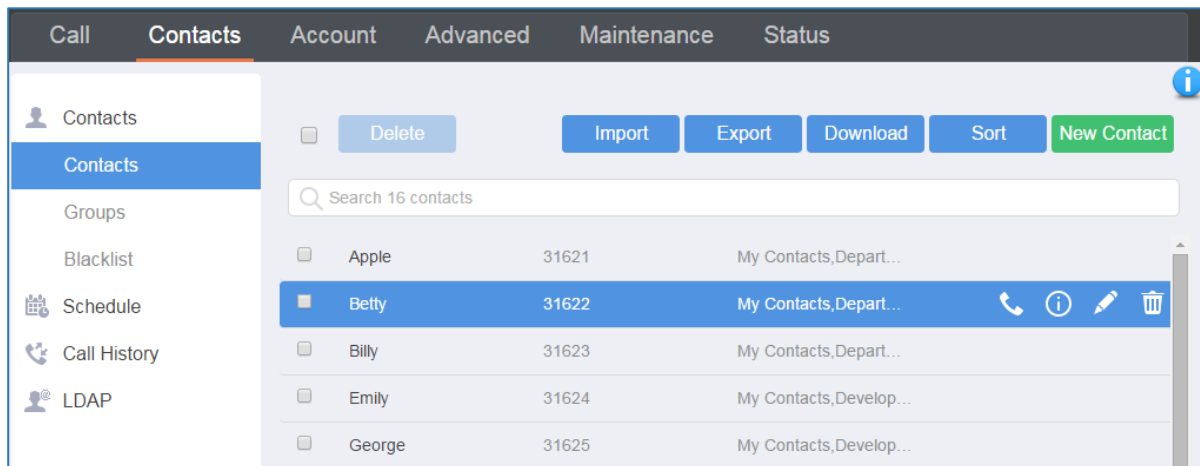 Call Contacts Account Advanced Maintenance Status
Contacts
Contacts
Groups
Blacklist
Schedule
Call History
LDAP
Delete Import Export Download Sort New Contact
Search 16 contacts
Apple 31621 My Contacts,Depart...
Betty 31622 My Contacts,Depart...
Billy 31623 My Contacts,Depart...
Emily 31624 My Contacts,Develop...
George 31625 My Contacts,Develop...